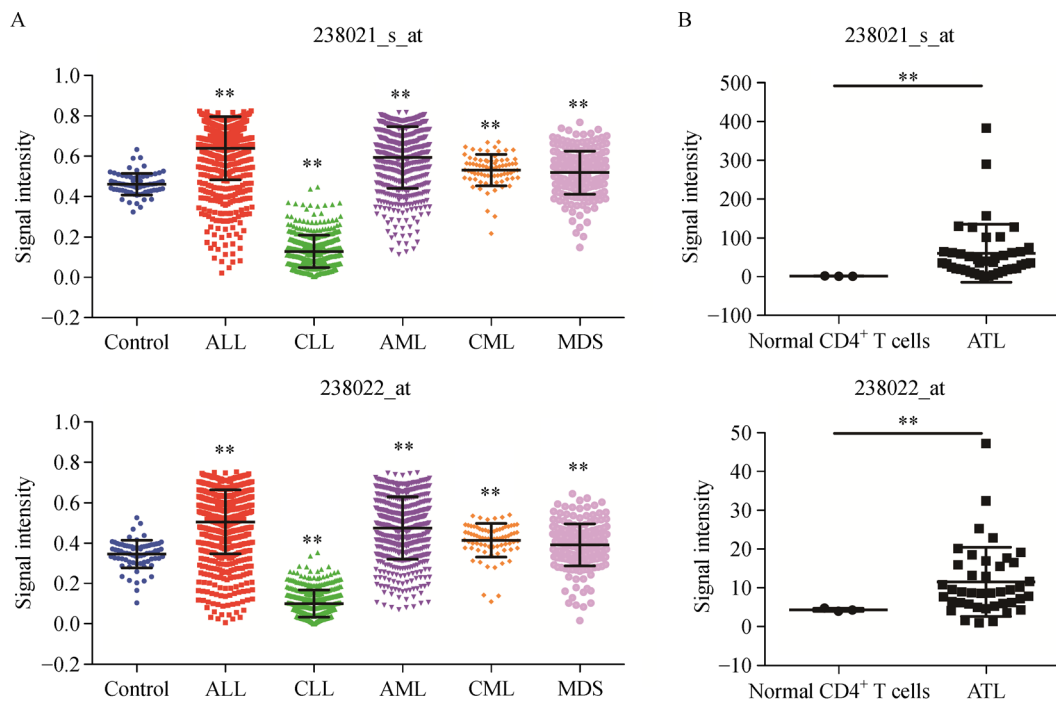 A
238021_s_at
Signal intensity
1.0
0.8
0.6
0.4
0.2
0.0
−0.2
** ** ** ** **
Control ALL CLL AML CML MDS
238022_at
Signal intensity
1.0
0.8
0.6
0.4
0.2
0.0
−0.2
** ** ** ** **
Control ALL CLL AML CML MDS
B
238021_s_at
Signal intensity
500
400
300
200
100
0
−100
**
Normal CD4⁺ T cells ATL
238022_at
Signal intensity
50
40
30
20
10
0
−10
**
Normal CD4⁺ T cells ATL